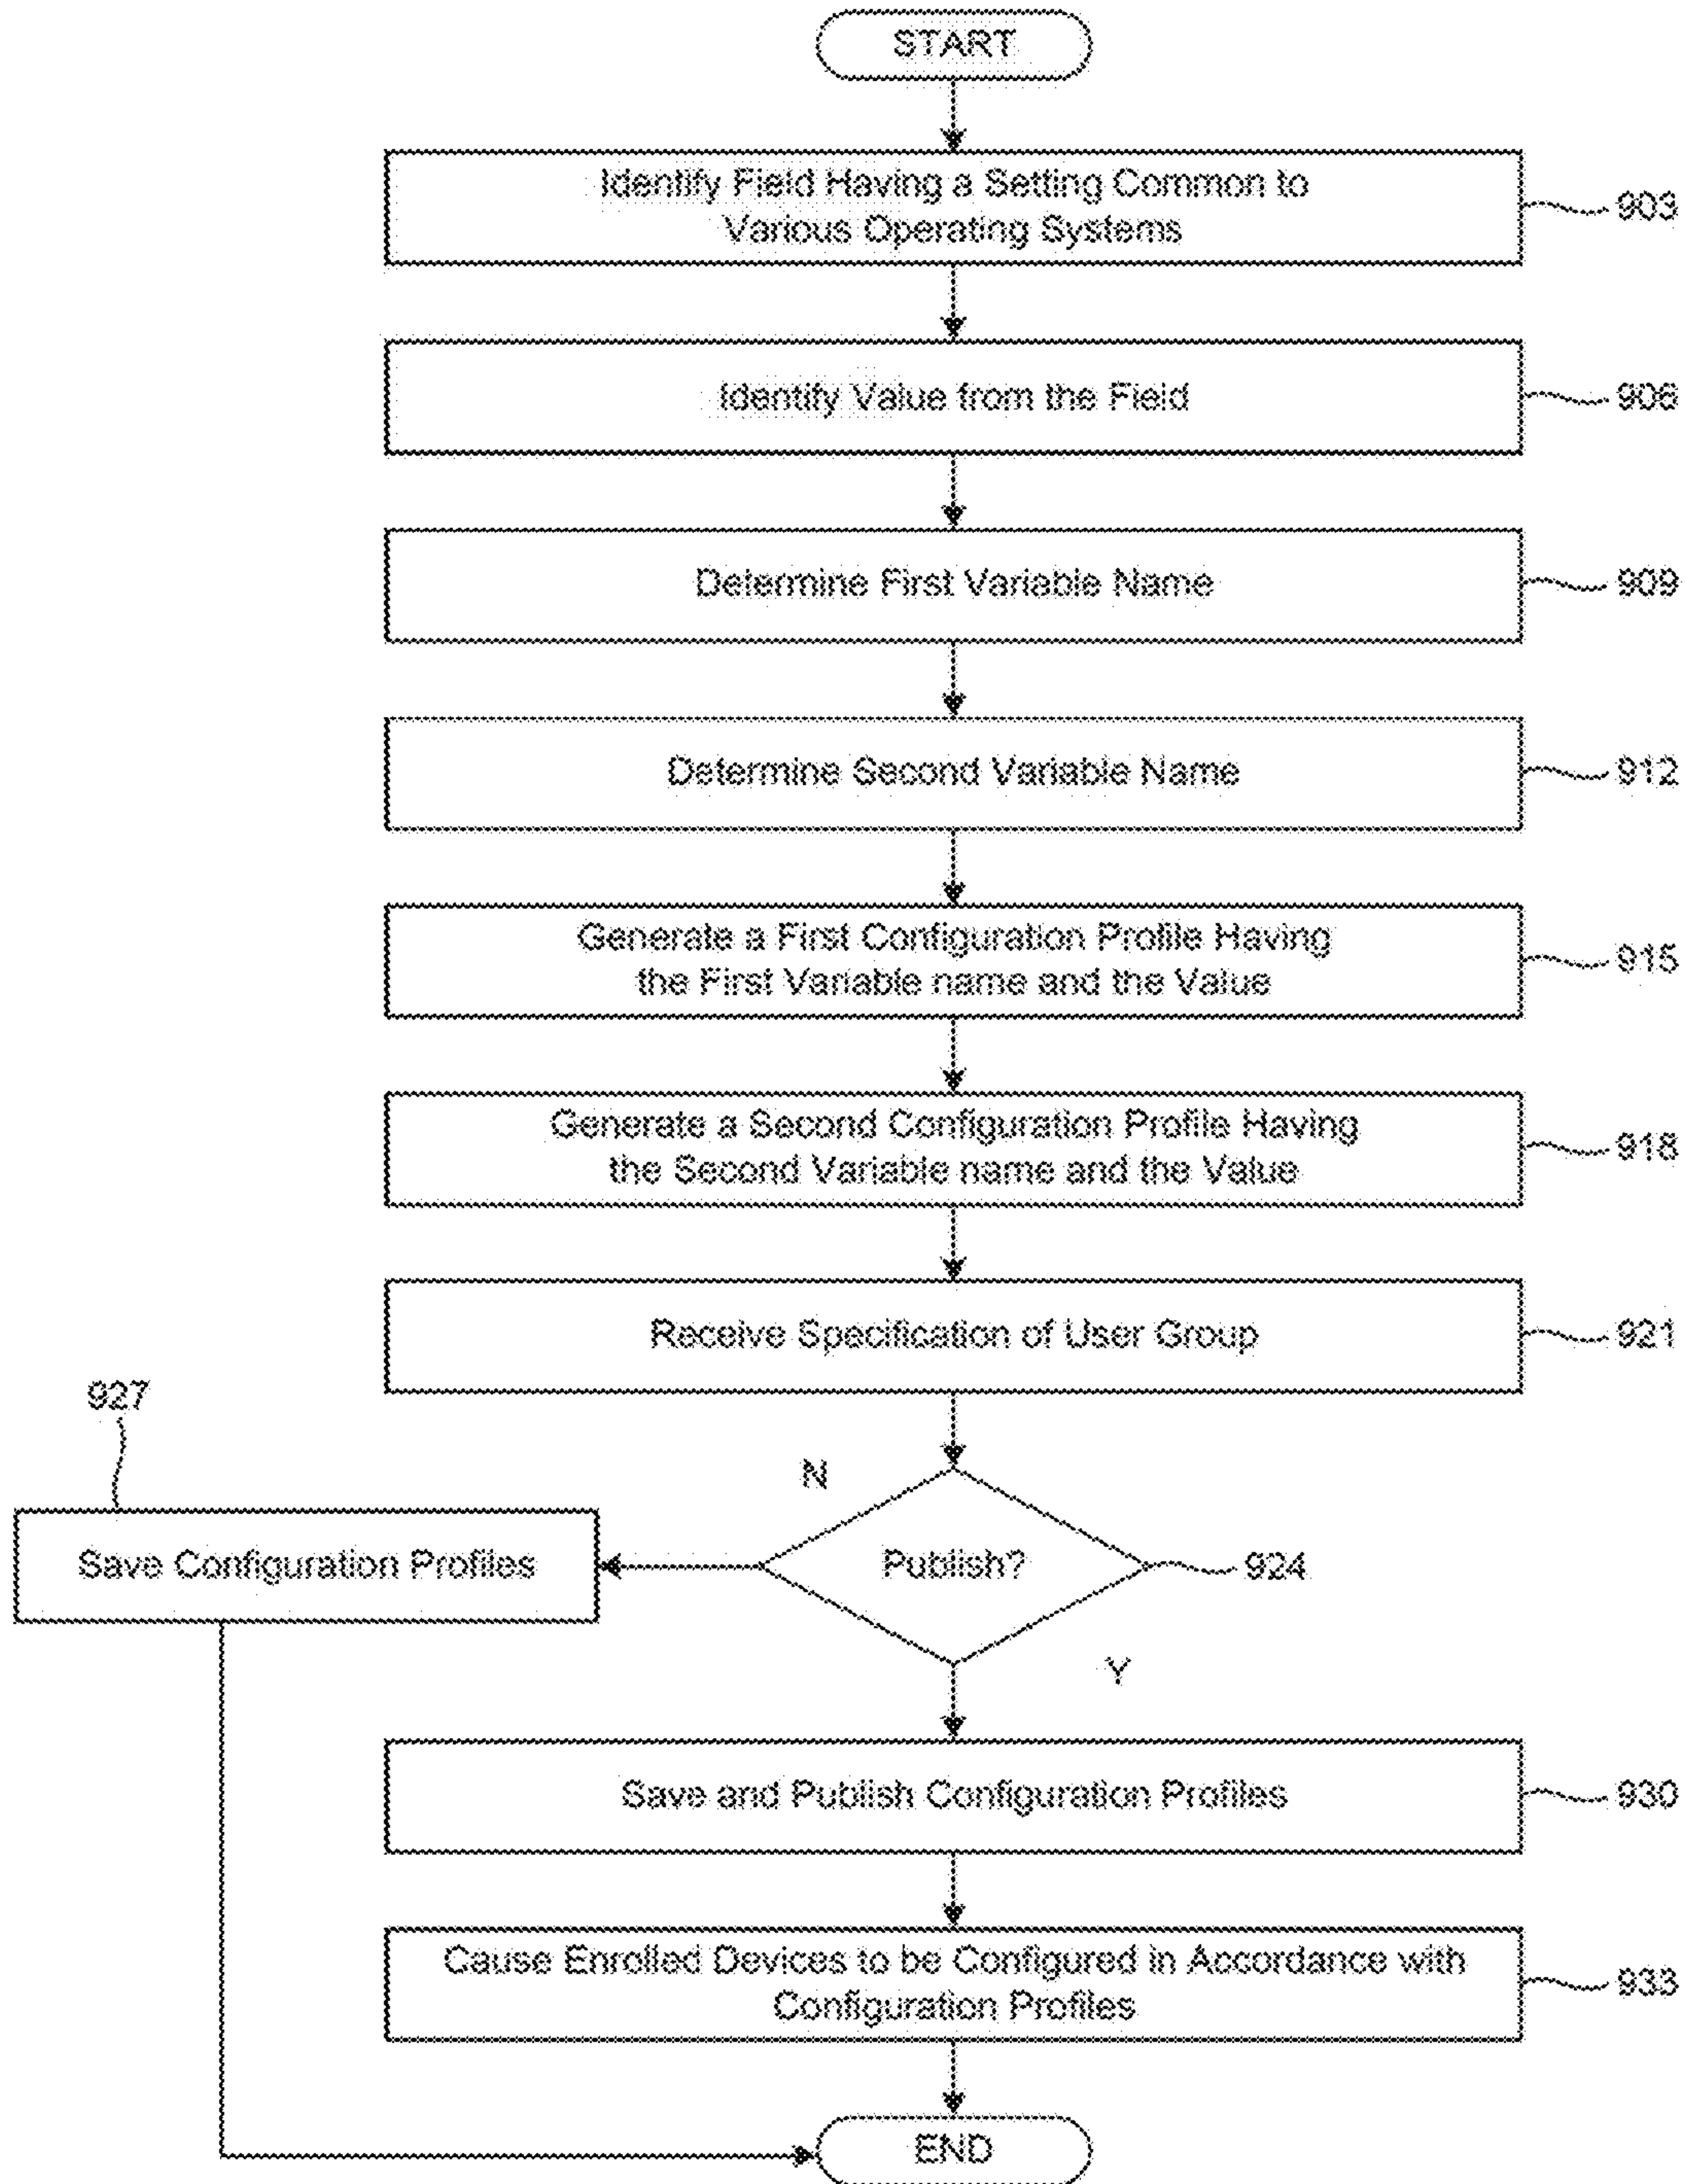 START
Identify Field Having a Setting Common to
Various Operating Systems
903
Identify Value from the Field
906
Determine First Variable Name
909
Determine Second Variable Name
912
Generate a First Configuration Profile Having
the First Variable name and the Value
915
Generate a Second Configuration Profile Having
the Second Variable name and the Value
918
Receive Specification of User Group
921
927
N
Save Configuration Profiles
Publish?
924
Y
Save and Publish Configuration Profiles
930
Cause Enrolled Devices to be Configured in Accordance with
Configuration Profiles
933
END